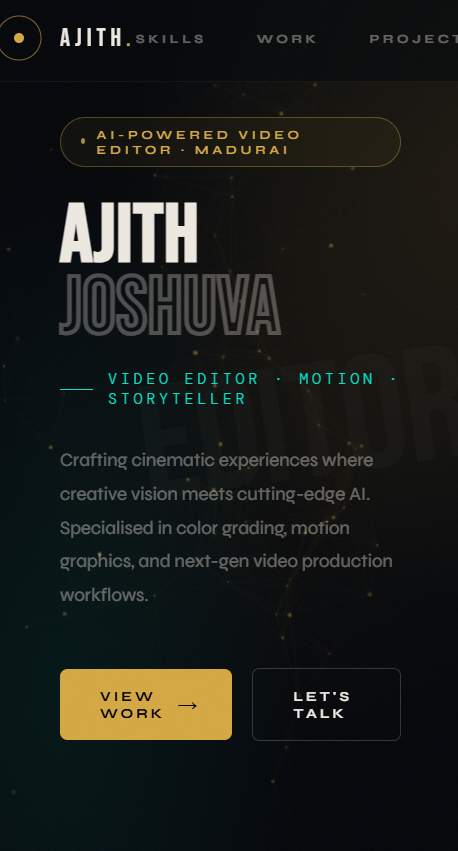 AJITH. SKILLS WORK PROJECT
AI-POWERED VIDEO
EDITOR · MADURAI
AJITH
JOSHUVA
VIDEO EDITOR · MOTION ·
STORYTELLER
EDITOR
Crafting cinematic experiences where
creative vision meets cutting-edge AI.
Specialised in color grading, motion
graphics, and next-gen video production
workflows.
VIEW
WORK →
LET'S
TALK